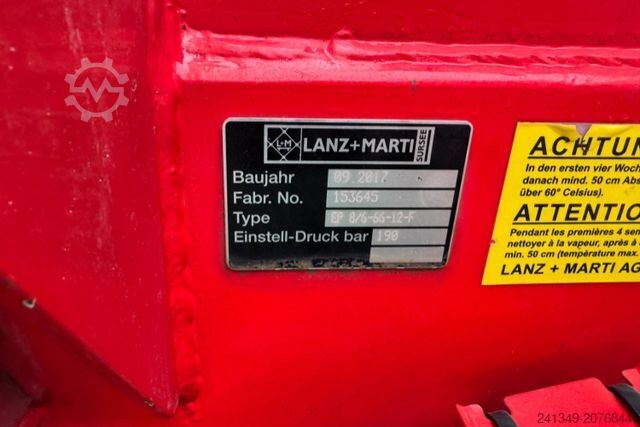 L+M LANZ+MARTI SURSEE
Baujahr 09.2017
Fabr. No. 153645
Type EP 8/6-66-12-F
Einstell-Druck bar 190
ACHTUN
In den ersten vier Woch
danach mind. 50 cm Abs
über 60° Celsius).
ATTENTIO
Pendant les premières 4 sem
nettoyer à la vapeur, après à
min. 50 cm (température max.
LANZ + MARTI AG
241349-2076844